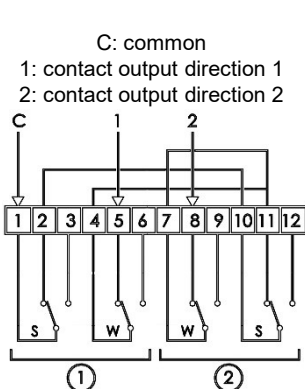 C: common
1: contact output direction 1
2: contact output direction 2
C 1 2
1 2 3 4 5 6 7 8 9 10 11 12
S W W S
1 2